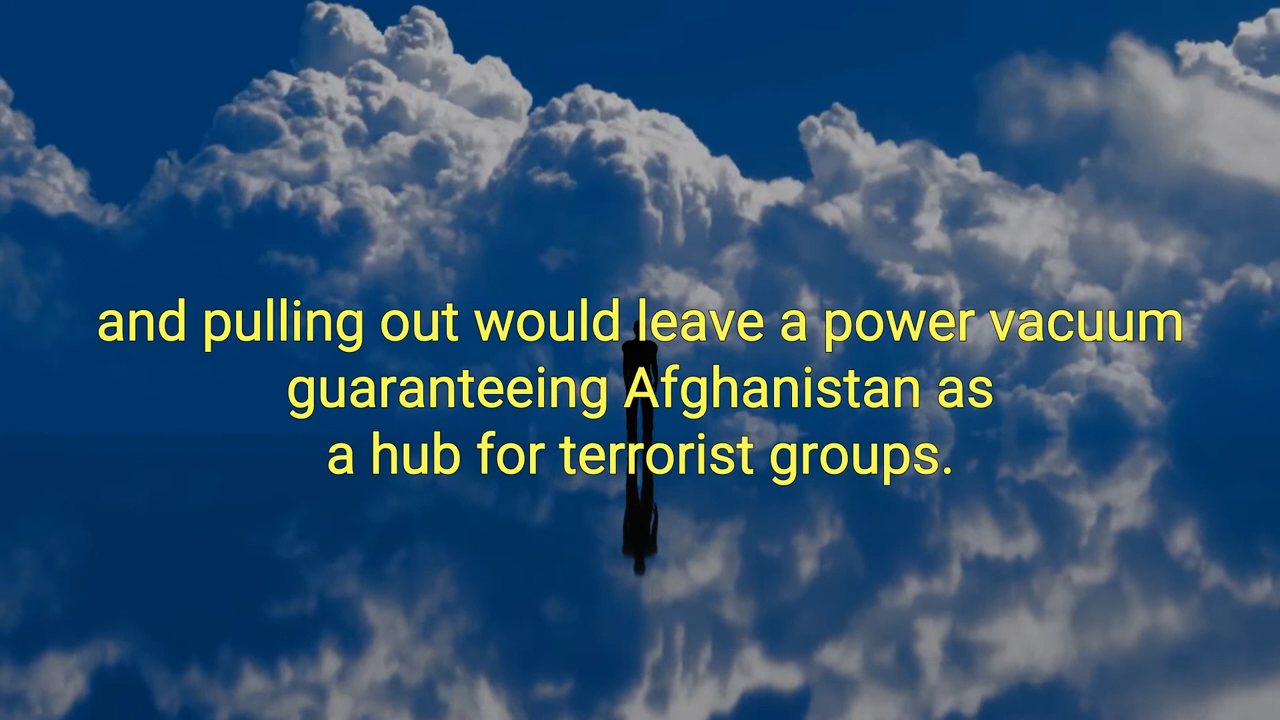 and pulling out would leave a power vacuum
guaranteeing Afghanistan as
a hub for terrorist groups.